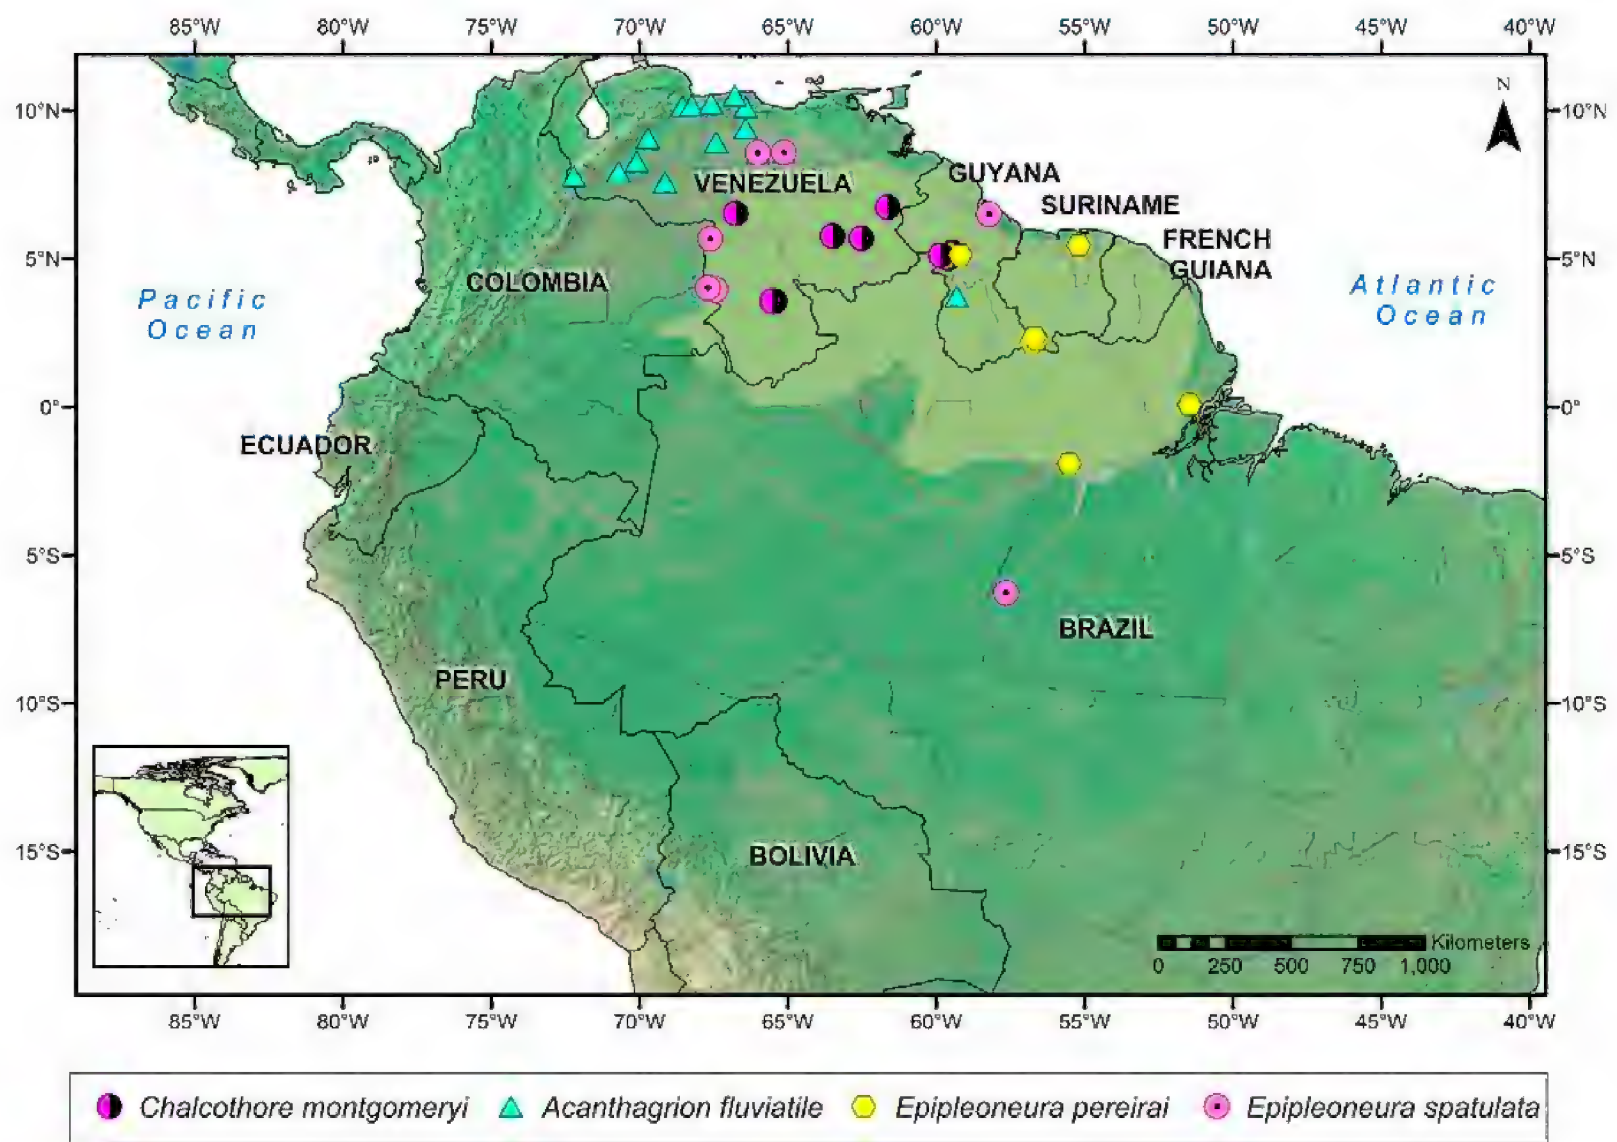 85°W 80°W 75°W 70°W 65°W 60°W 55°W 50°W 45°W 40°W
N
10°N 10°N
GUYANA
VENEZUELA
SURINAME
FRENCH
GUIANA
5°N 5°N
COLOMBIA
Pacific
Ocean
Atlantic
Ocean
0° 0°
ECUADOR
5°S 5°S
BRAZIL
PERU
10°S 10°S
15°S 15°S
BOLIVIA
Kilometers
0 250 500 750 1,000
85°W 80°W 75°W 70°W 65°W 60°W 55°W 50°W 45°W 40°W
Chalcothore montgomeryi Acanthagrion fluviatile Epipleoneura pereirai Epipleoneura spatulata